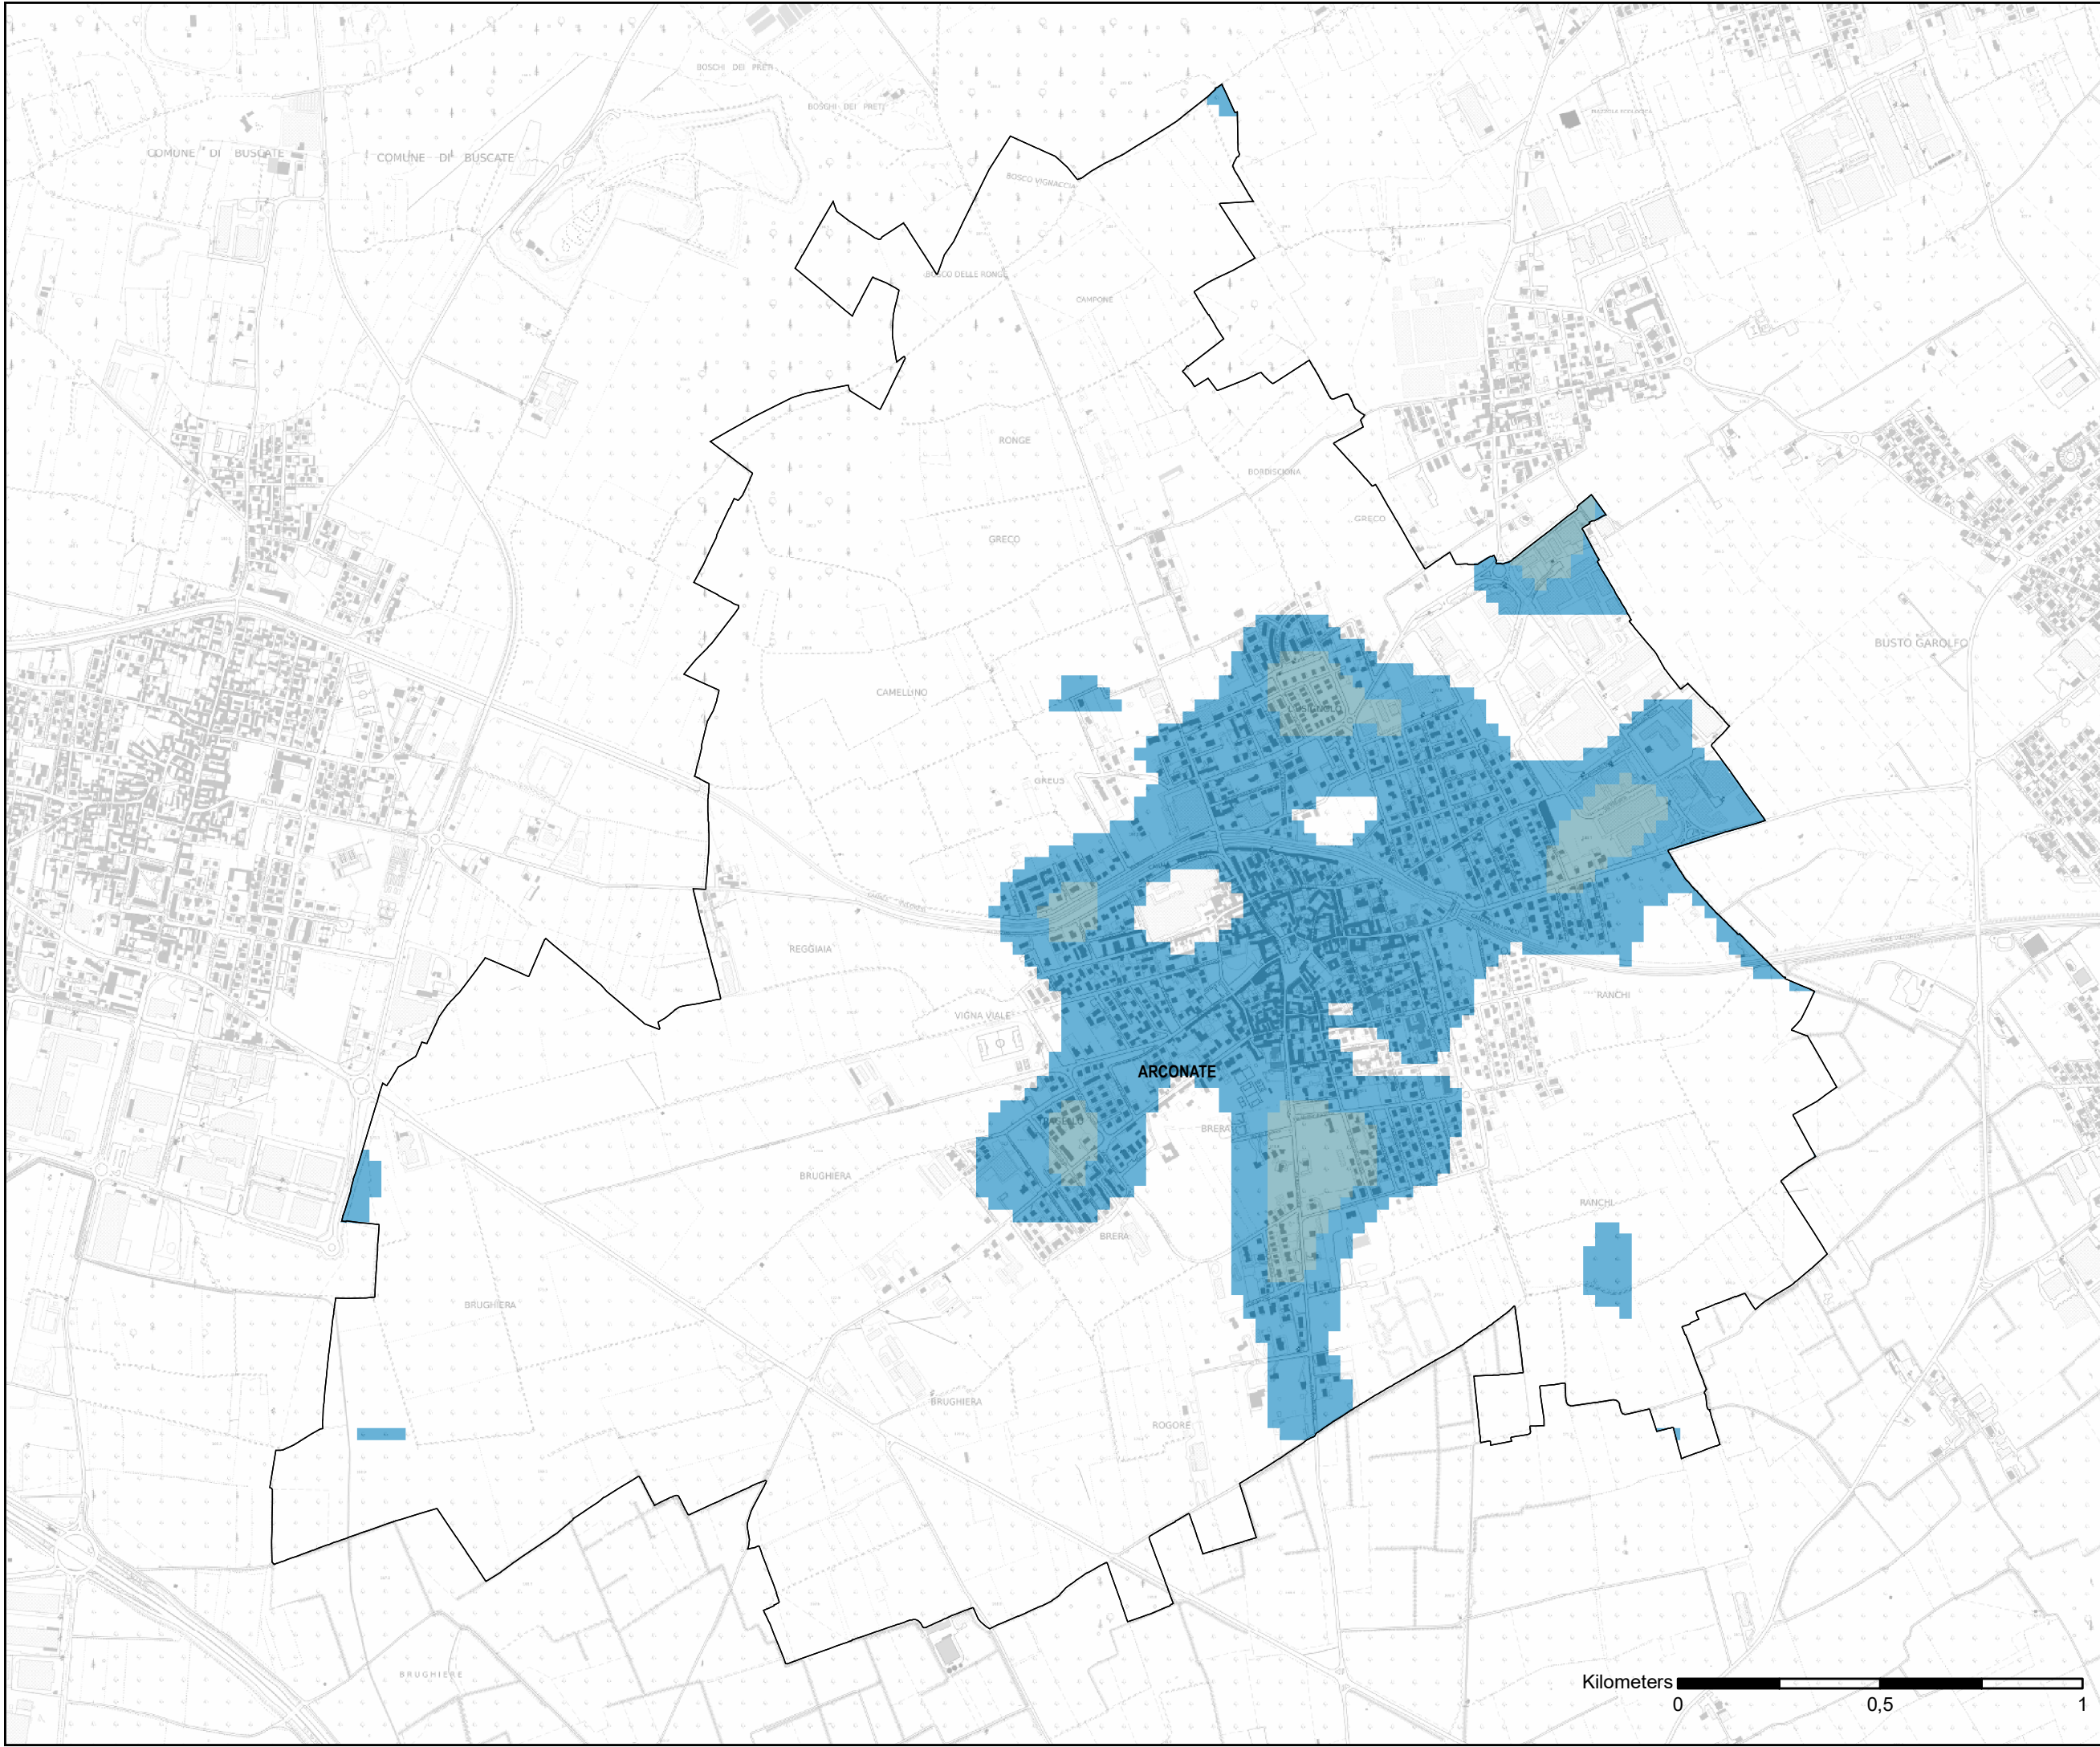 BOSCHI DEI PRETI
BOSCHI DEI PRETI
PIAZZOLA ECOLOGICA
COMUNE DI BUSCATE
COMUNE DI BUSCATE
BOSCO VIGNACCIA
BOSCO DELLE RONGE
CAMPONE
RONGE
BORDISCIONA
GRECO
GRECO
BUSTO GAROLFO
CAMELLINO
GREUS
REGGIAIA
RANCHI
VIGNA VIALE
ARCONATE
BRERA
BRUGHIERA
RANCHI
BRERA
BRUGHIERA
BRUGHIERA
ROGORE
BRUGHIERE
Kilometers
0 0,5 1